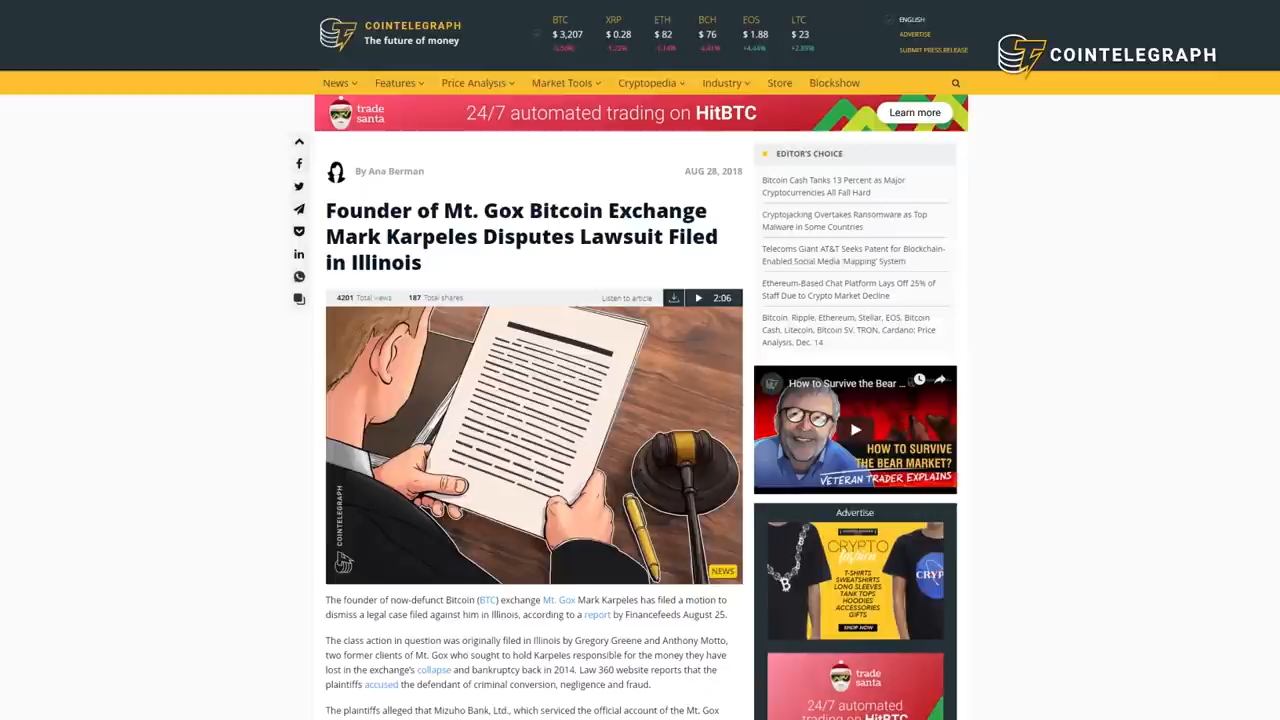 COINTELEGRAPH
The future of money
BTC XRP ETH BCH EOS LTC
$ 3,207 $ 0.28 $ 82 $ 76 $ 1.88 $ 23
ENGLISH
ADVERTISE
SUBMIT PRESS RELEASE
COINTELEGRAPH
News Features Price Analysis Market Tools Cryptopedia Industry Store Blockshow
trade
santa
24/7 automated trading on HitBTC
Learn more
By Ana Berman
AUG 28, 2018
Founder of Mt. Gox Bitcoin Exchange
Mark Karpeles Disputes Lawsuit Filed
in Illinois
4201 Total views 187 Total shares
Listen to article
2:06
COINTELEGRAPH
NEWS
The founder of now-defunct Bitcoin (BTC) exchange Mt. Gox Mark Karpeles has filed a motion to
dismiss a legal case filed against him in Illinois, according to a report by Financefeeds August 25.
The class action in question was originally filed in Illinois by Gregory Greene and Anthony Motto,
two former clients of Mt. Gox who sought to hold Karpeles responsible for the money they have
lost in the exchange's collapse and bankruptcy back in 2014. Law 360 website reports that the
plaintiffs accused the defendant of criminal conversion, negligence and fraud.
The plaintiffs alleged that Mizuho Bank, Ltd., which serviced the official account of the Mt. Gox
EDITOR'S CHOICE
Bitcoin Cash Tanks 13 Percent as Major
Cryptocurrencies All Fall Hard
Cryptojacking Overtakes Ransomware as Top
Malware in Some Countries
Telecoms Giant AT&T Seeks Patent for Blockchain-
Enabled Social Media 'Mapping' System
Ethereum-Based Chat Platform Lays Off 25% of
Staff Due to Crypto Market Decline
Bitcoin, Ripple, Ethereum, Stellar, EOS, Bitcoin
Cash, Litecoin, Bitcoin SV, TRON, Cardano: Price
Analysis, Dec. 14
How to Survive the Bear ...
HOW TO SURVIVE
THE BEAR MARKET?
VETERAN TRADER EXPLAINS
Advertise
CRYPTO
fashion
T-SHIRTS
SWEATSHIRTS
LONG SLEEVES
TANK TOPS
HOODIES
ACCESSORIES
GIFTS
SHOP NOW
CRYP
trade
santa
24/7 automated
trading on HitBTC